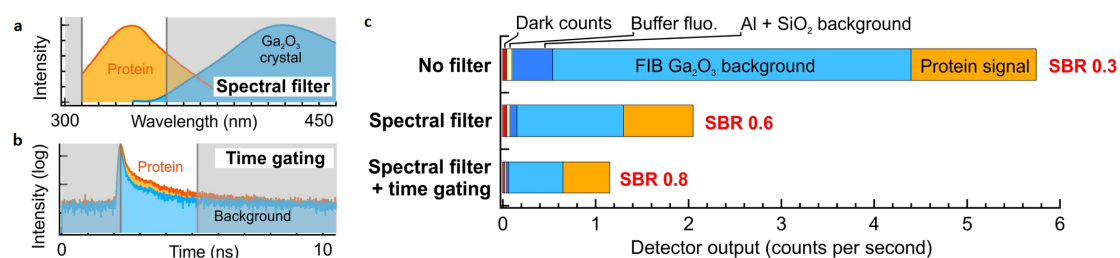 a
Intensity
Protein
Ga₂O₃
crystal
Spectral filter
300
Wavelength (nm)
450
b
Intensity (log)
Protein
Time gating
Background
0
Time (ns)
10
c
Dark counts
Buffer fluo.
Al + SiO₂ background
No filter
FIB Ga₂O₃ background
Protein signal
SBR 0.3
Spectral filter
SBR 0.6
Spectral filter
+ time gating
SBR 0.8
0 1 2 3 4 5 6
Detector output (counts per second)